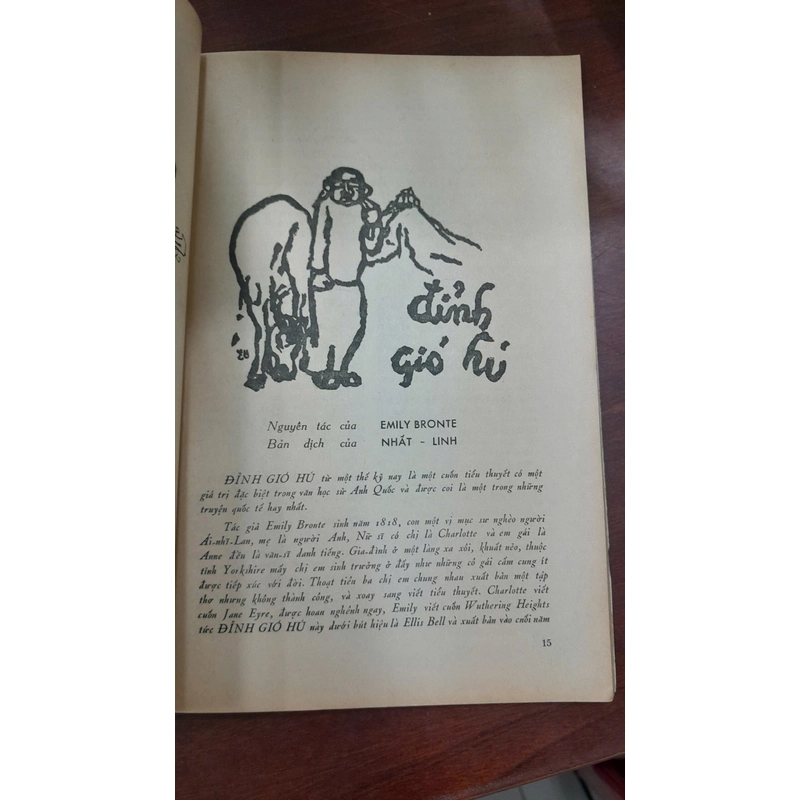 đỉnh
gió hú
28
Nguyên tác của EMILY BRONTE
Bản dịch của NHẤT - LINH
ĐỈNH GIÓ HÚ từ một thế kỷ nay là một cuốn tiểu thuyết có một
giá trị đặc biệt trong văn học sử Anh Quốc và được coi là một trong những
truyện quốc tế hay nhất.
Tác giả Emily Bronte sinh năm 1818, con một vị mục sư nghèo người
Ái-nhĩ-Lan, mẹ là người Anh, Nữ sĩ có chị là Charlotte và em gái là
Anne đều là văn-sĩ danh tiếng. Gia-đình ở một làng xa xôi, khuất nẻo, thuộc
tỉnh Yorkshire mấy chị em sinh trưởng ở đấy như những cô gái cấm cung ít
được tiếp xúc với đời. Thoạt tiên ba chị em chung nhau xuất bản một tập
thơ nhưng không thành công, và xoay sang viết tiểu thuyết. Charlotte viết
cuốn Jane Eyre, được hoan nghênh ngay, Emily viết cuốn Wuthering Heights
tức ĐỈNH GIÓ HÚ này dưới bút hiệu là Ellis Bell và xuất bản vào cuối năm
15